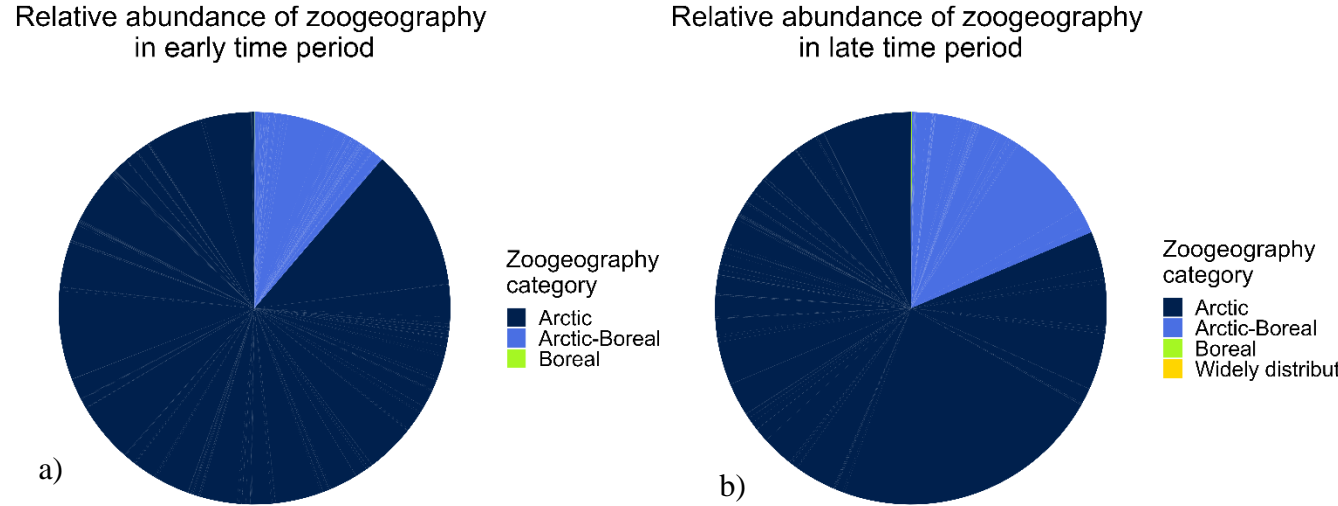 Relative abundance of zoogeography
in early time period
Zoogeography
category
Arctic
Arctic-Boreal
Boreal
a)
Relative abundance of zoogeography
in late time period
Zoogeography
category
Arctic
Arctic-Boreal
Boreal
Widely distribut
b)